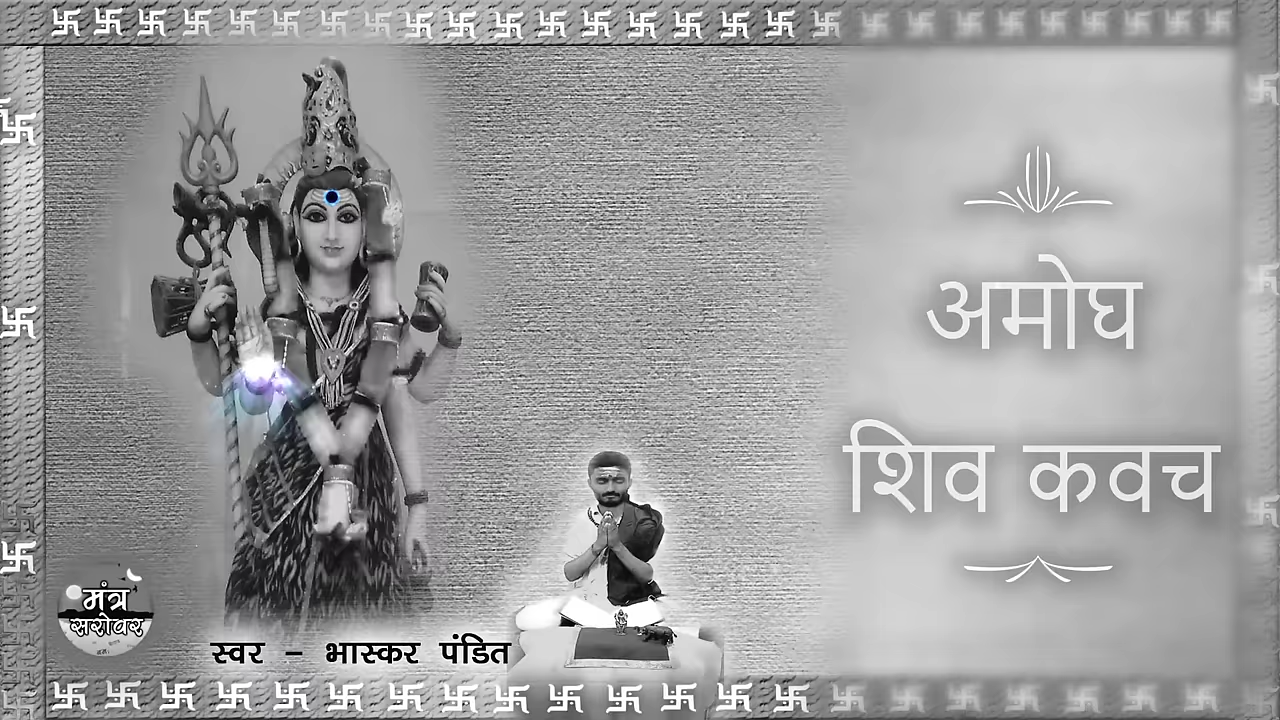 अमोघ
शिव कवच
मंत्र
सरोवर
स्वर – भास्कर पंडित